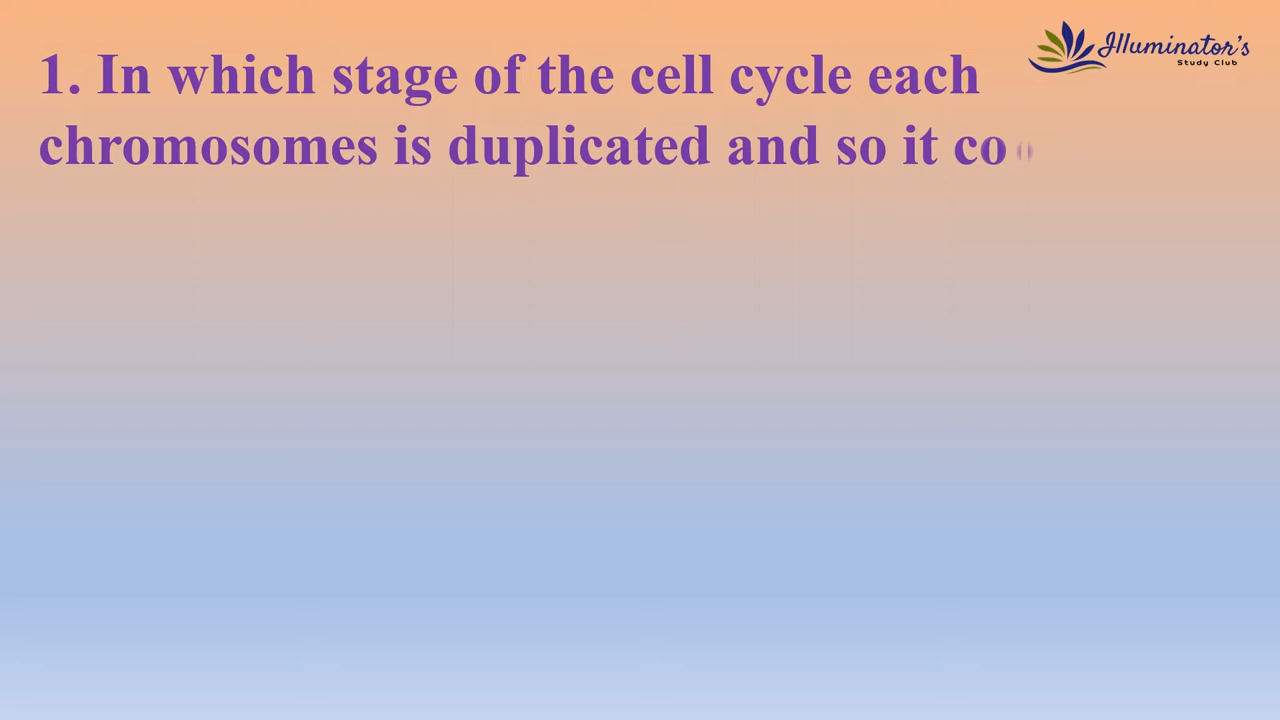 1. In which stage of the cell cycle each
chromosomes is duplicated and so it co
Illuminator's
Study Club